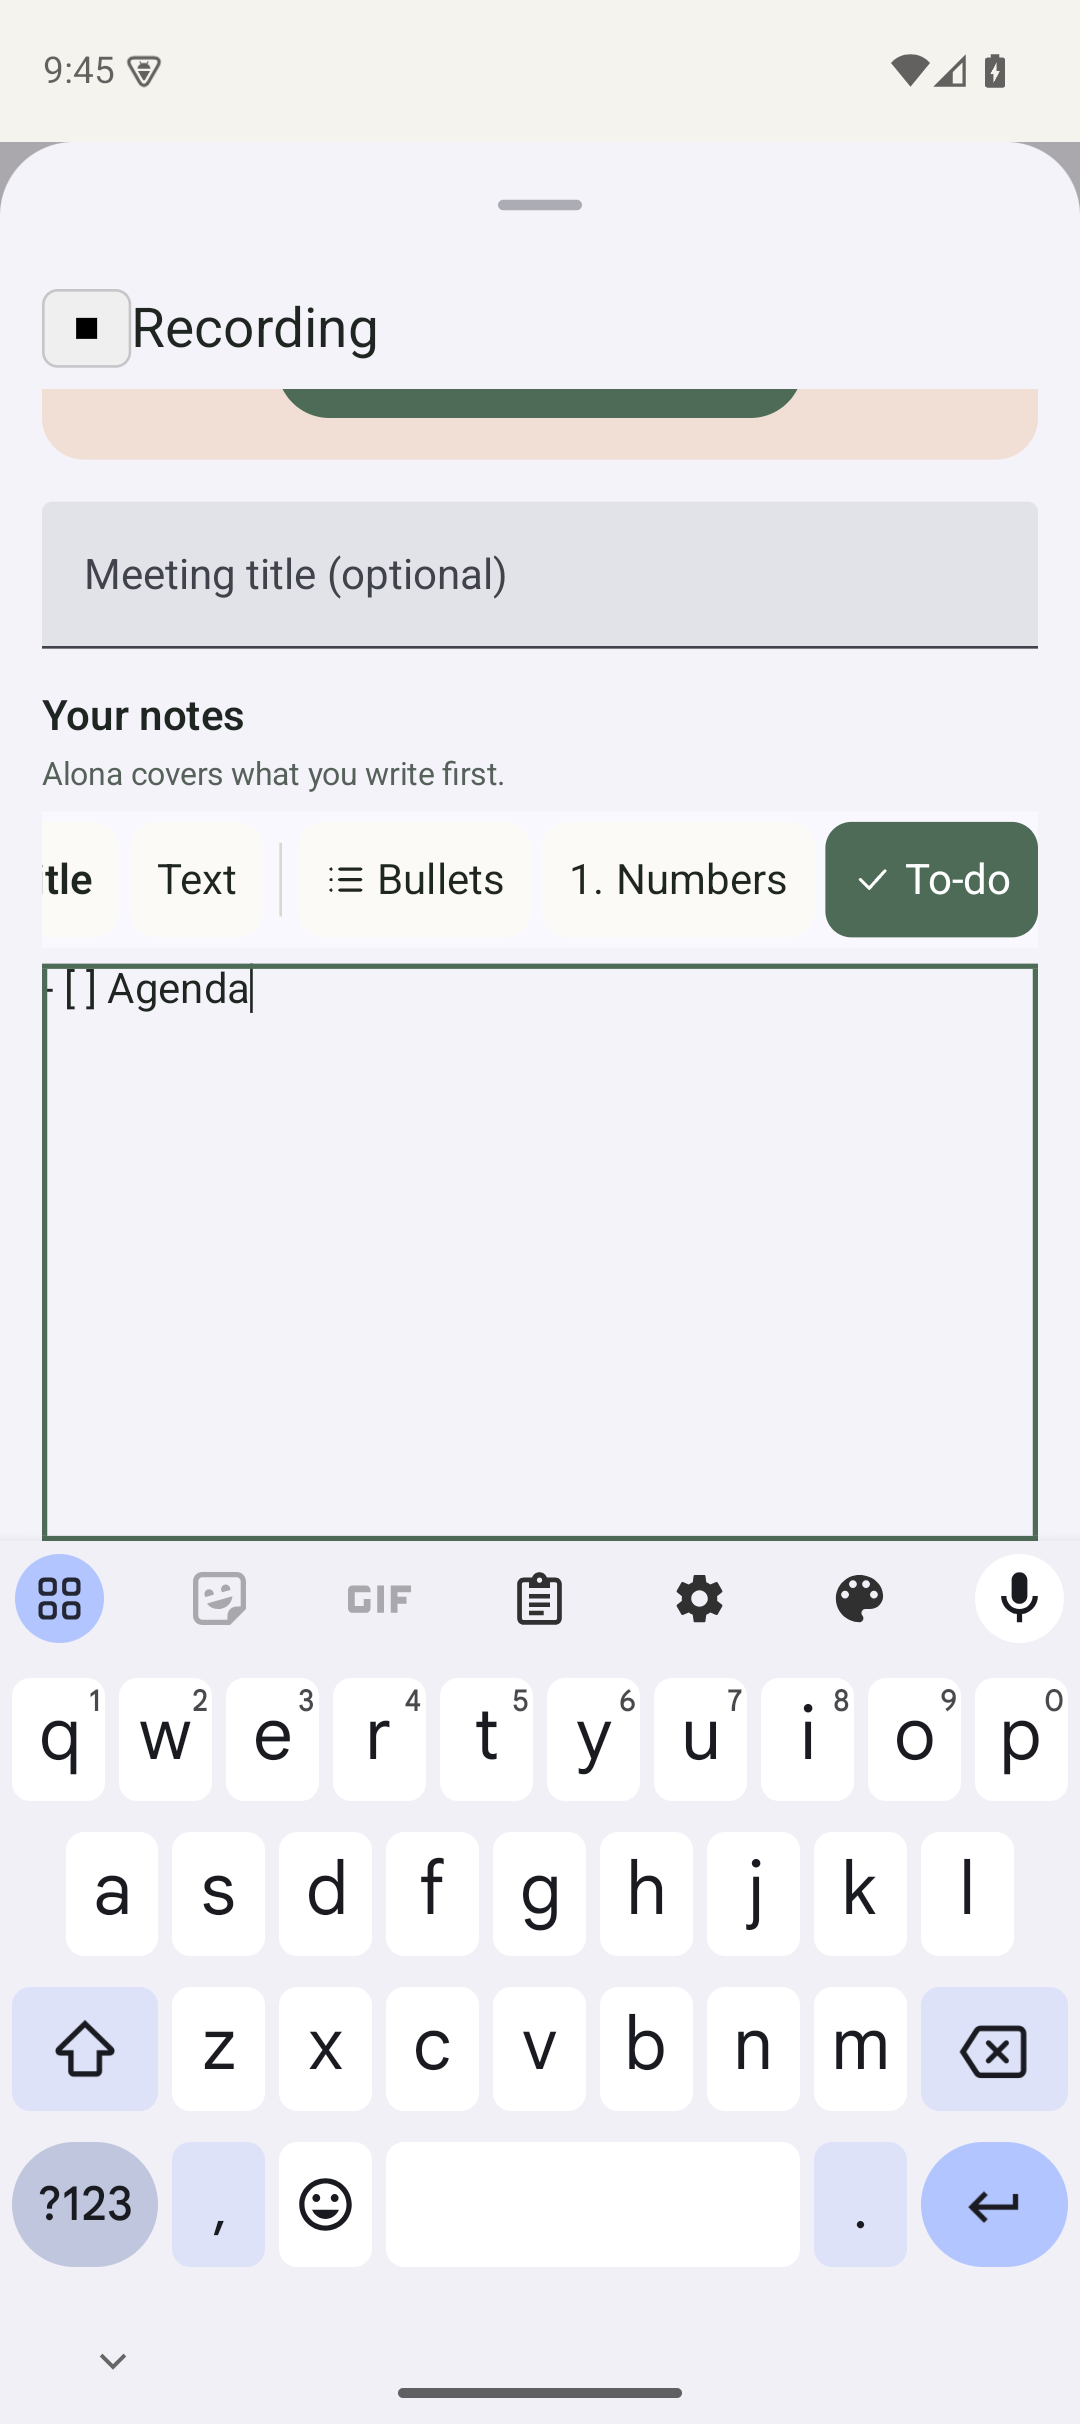 9:45
Recording
Meeting title (optional)
Your notes
Alona covers what you write first.
tle Text Bullets 1. Numbers To-do
- [ ] Agenda
GIF
q 1 w 2 e 3 r 4 t 5 y 6 u 7 i 8 o 9 p 0
a s d f g h j k l
z x c v b n m
?123 , .